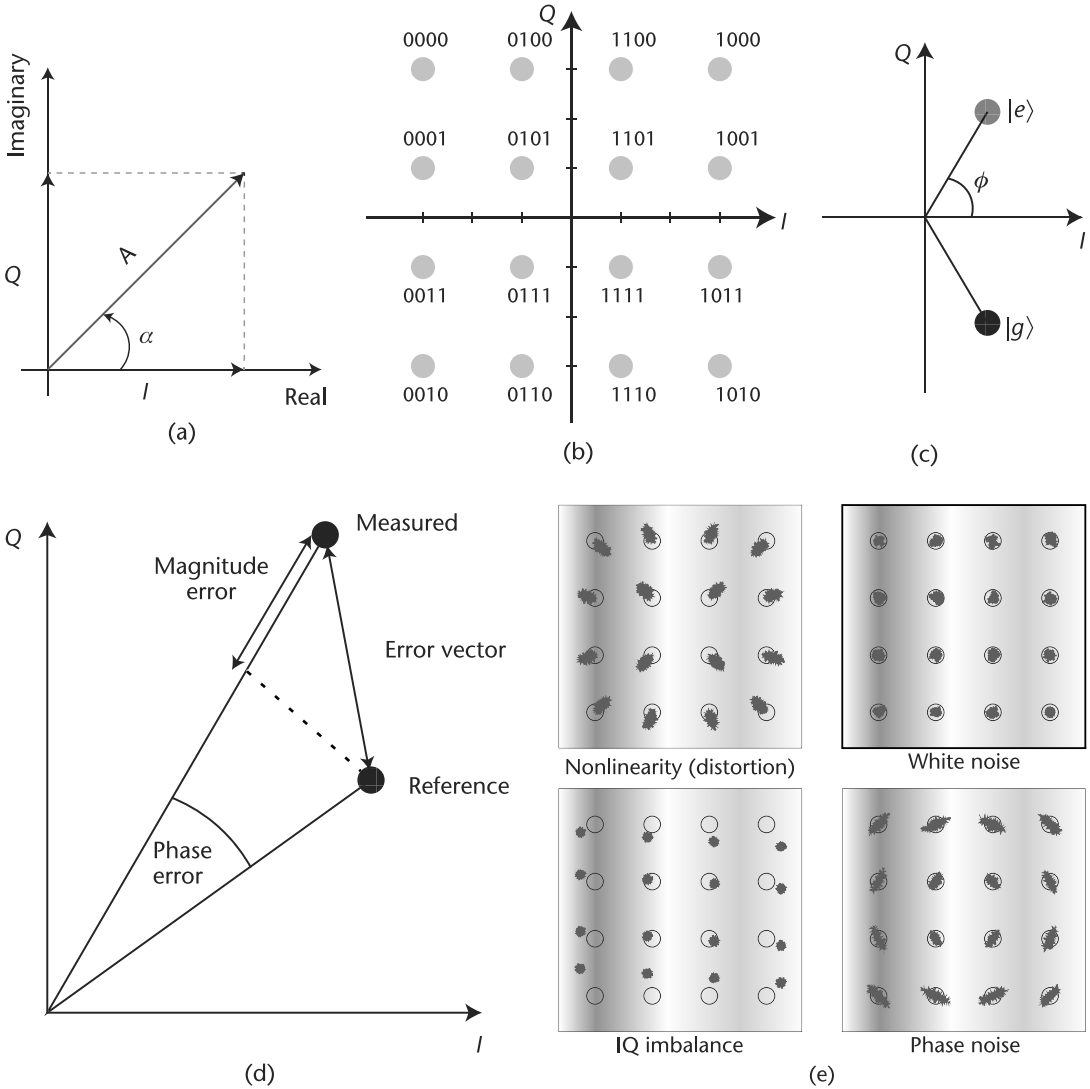 Imaginary
Q
A
α
I
Real
(a)
Q
0000 0100 1100 1000
0001 0101 1101 1001
I
0011 0111 1111 1011
0010 0110 1110 1010
(b)
Q
|e⟩
ϕ
I
|g⟩
(c)
Q
Measured
Magnitude
error
Error vector
Reference
Phase
error
I
(d)
Nonlinearity (distortion)
White noise
IQ imbalance
Phase noise
(e)